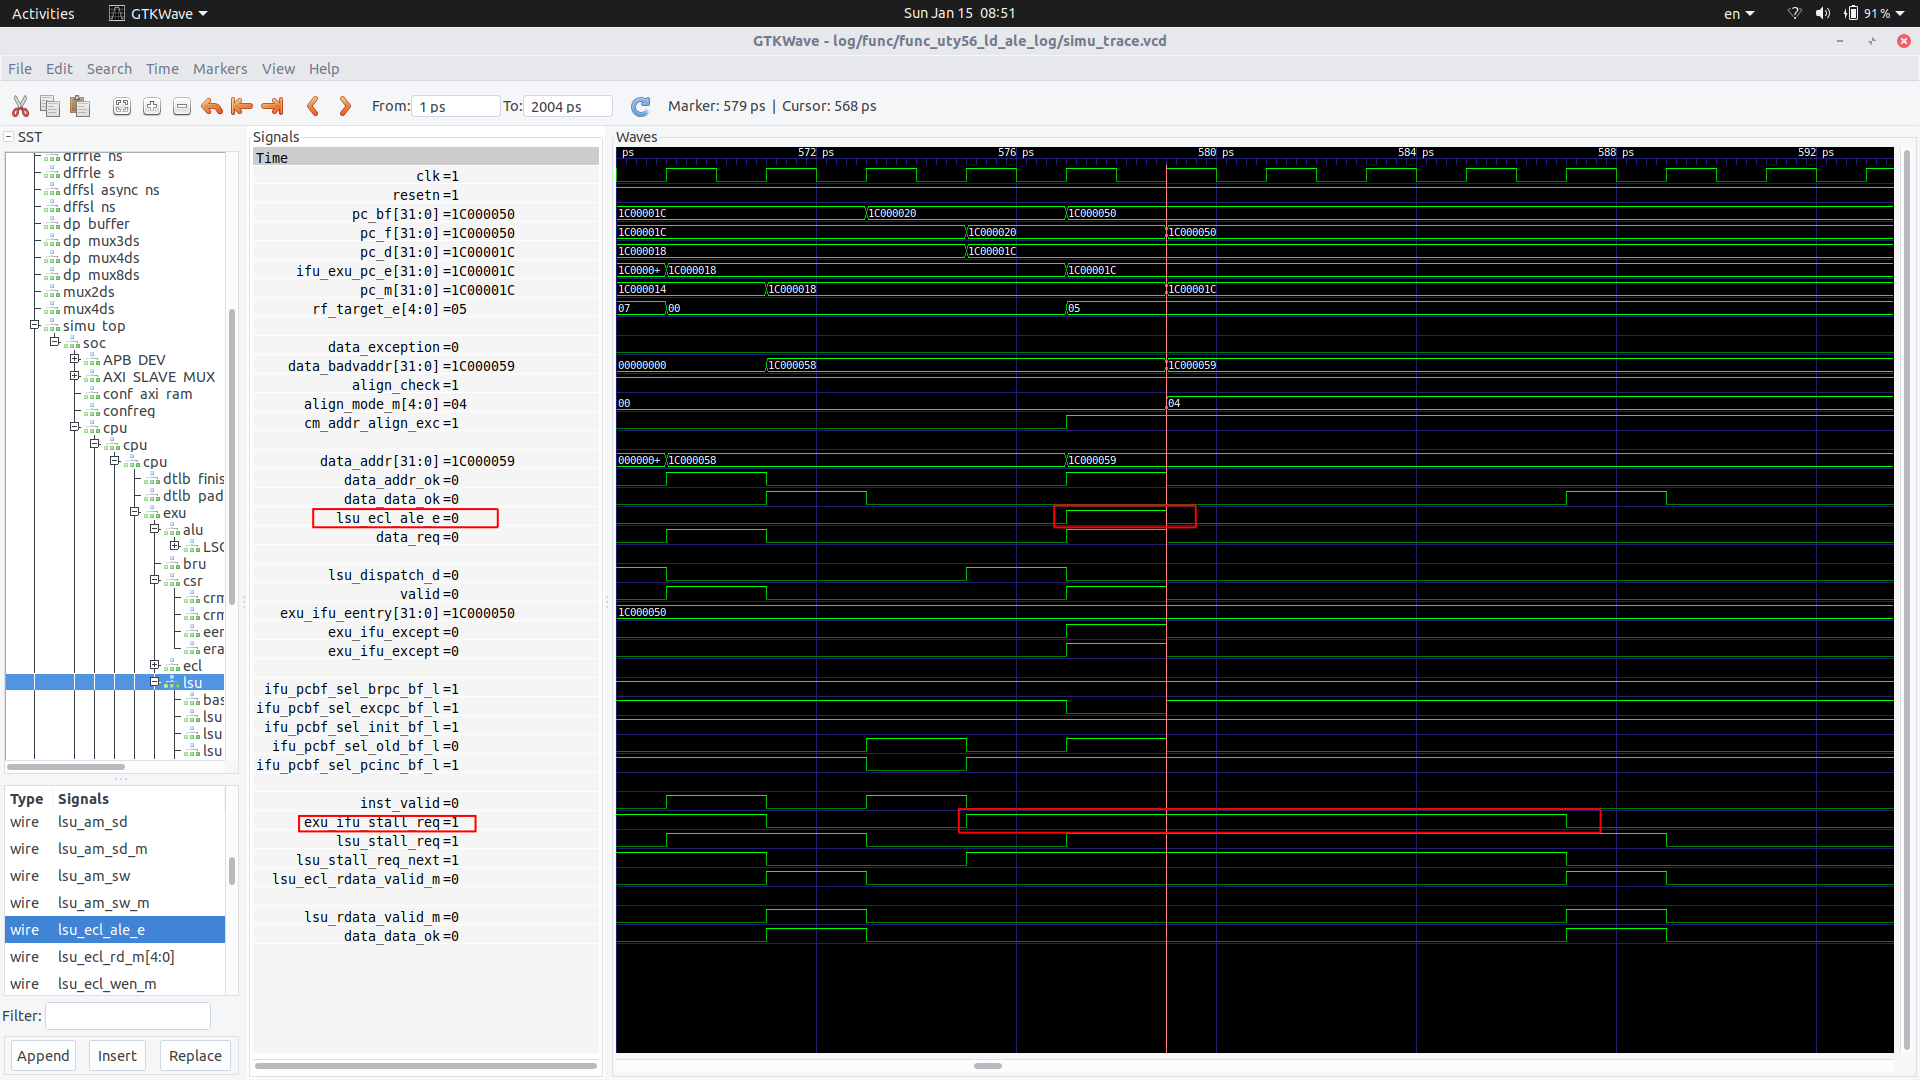 Activities GTKWave Sun Jan 15 08:51 en 91 %
GTKWave - log/func/func_uty56_ld_ale_log/simu_trace.vcd
File Edit Search Time Markers View Help
From: 1 ps To: 2004 ps Marker: 579 ps | Cursor: 568 ps
SST
dffrle ns
dffrle s
dffsl async ns
dffsl ns
dp buffer
dp mux3ds
dp mux4ds
dp mux8ds
mux2ds
mux4ds
simu top
soc
APB DEV
AXI SLAVE MUX
conf axi ram
confreg
cpu
cpu
cpu
dtlb finis
dtlb pad
exu
alu
LSC
bru
csr
crm
crm
eer
era
ecl
lsu
bas
lsu
lsu
lsu
Type Signals
wire lsu_am_sd
wire lsu_am_sd_m
wire lsu_am_sw
wire lsu_am_sw_m
wire lsu_ecl_ale_e
wire lsu_ecl_rd_m[4:0]
wire lsu_ecl_wen_m
Filter:
Append Insert Replace
Signals
Time
clk =1
resetn =1
pc_bf[31:0] =1C000050
pc_f[31:0] =1C000050
pc_d[31:0] =1C00001C
ifu_exu_pc_e[31:0] =1C00001C
pc_m[31:0] =1C00001C
rf_target_e[4:0] =05
data_exception =0
data_badvaddr[31:0] =1C000059
align_check =1
align_mode_m[4:0] =04
cm_addr_align_exc =1
data_addr[31:0] =1C000059
data_addr_ok =0
data_data_ok =0
lsu_ecl_ale_e =0
data_req =0
lsu_dispatch_d =0
valid =0
exu_ifu_eentry[31:0] =1C000050
exu_ifu_except =0
exu_ifu_except =0
ifu_pcbf_sel_brpc_bf_l =1
ifu_pcbf_sel_excpc_bf_l =1
ifu_pcbf_sel_init_bf_l =1
ifu_pcbf_sel_old_bf_l =0
ifu_pcbf_sel_pcinc_bf_l =1
inst_valid =0
exu_ifu_stall_req =1
lsu_stall_req =1
lsu_stall_req_next =1
lsu_ecl_rdata_valid_m =0
lsu_rdata_valid_m =0
data_data_ok =0
Waves
ps 572 ps 576 ps 580 ps 584 ps 588 ps 592 ps
1C00001C 1C000020 1C000050
1C00001C 1C000020 1C000050
1C000018 1C00001C
1C0000+ 1C000018 1C00001C
1C000014 1C000018 1C00001C
07 00 05
00000000 1C000058 1C000059
00 04
000000+ 1C000058 1C000059
1C000050